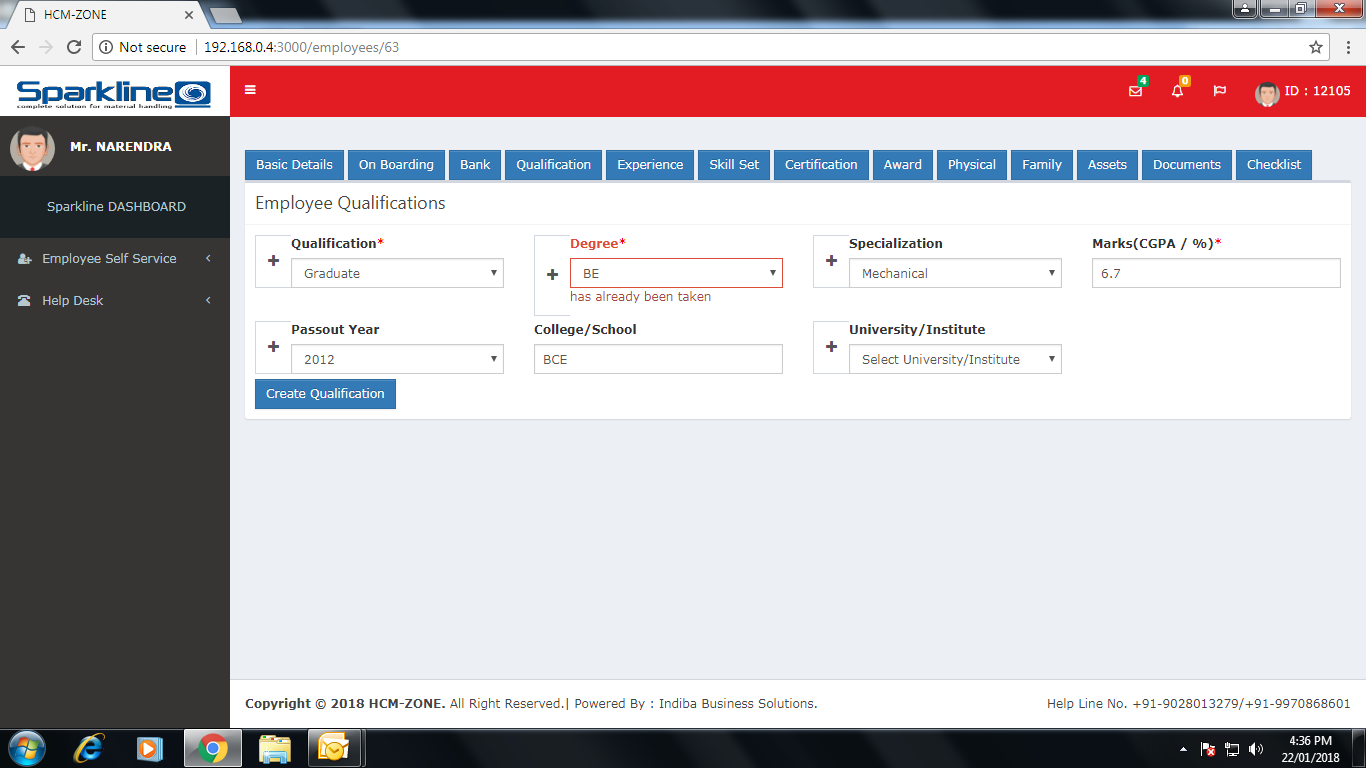 HCM-ZONE
Not secure 192.168.0.4:3000/employees/63
Sparkline
complete solution for material handling
4
0
ID : 12105
Mr. NARENDRA
Sparkline DASHBOARD
Employee Self Service
Help Desk
Basic Details On Boarding Bank Qualification Experience Skill Set Certification Award Physical Family Assets Documents Checklist
Employee Qualifications
Qualification* Degree* Specialization Marks(CGPA / %)*
Graduate BE Mechanical 6.7
has already been taken
Passout Year College/School University/Institute
2012 BCE Select University/Institute
Create Qualification
Copyright © 2018 HCM-ZONE. All Right Reserved.| Powered By : Indiba Business Solutions. Help Line No. +91-9028013279/+91-9970868601
4:36 PM
22/01/2018